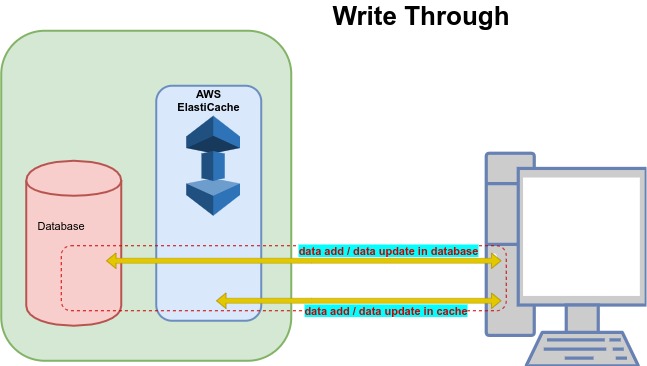 Write Through
AWS
ElastiCache
Database
data add / data update in database
data add / data update in cache